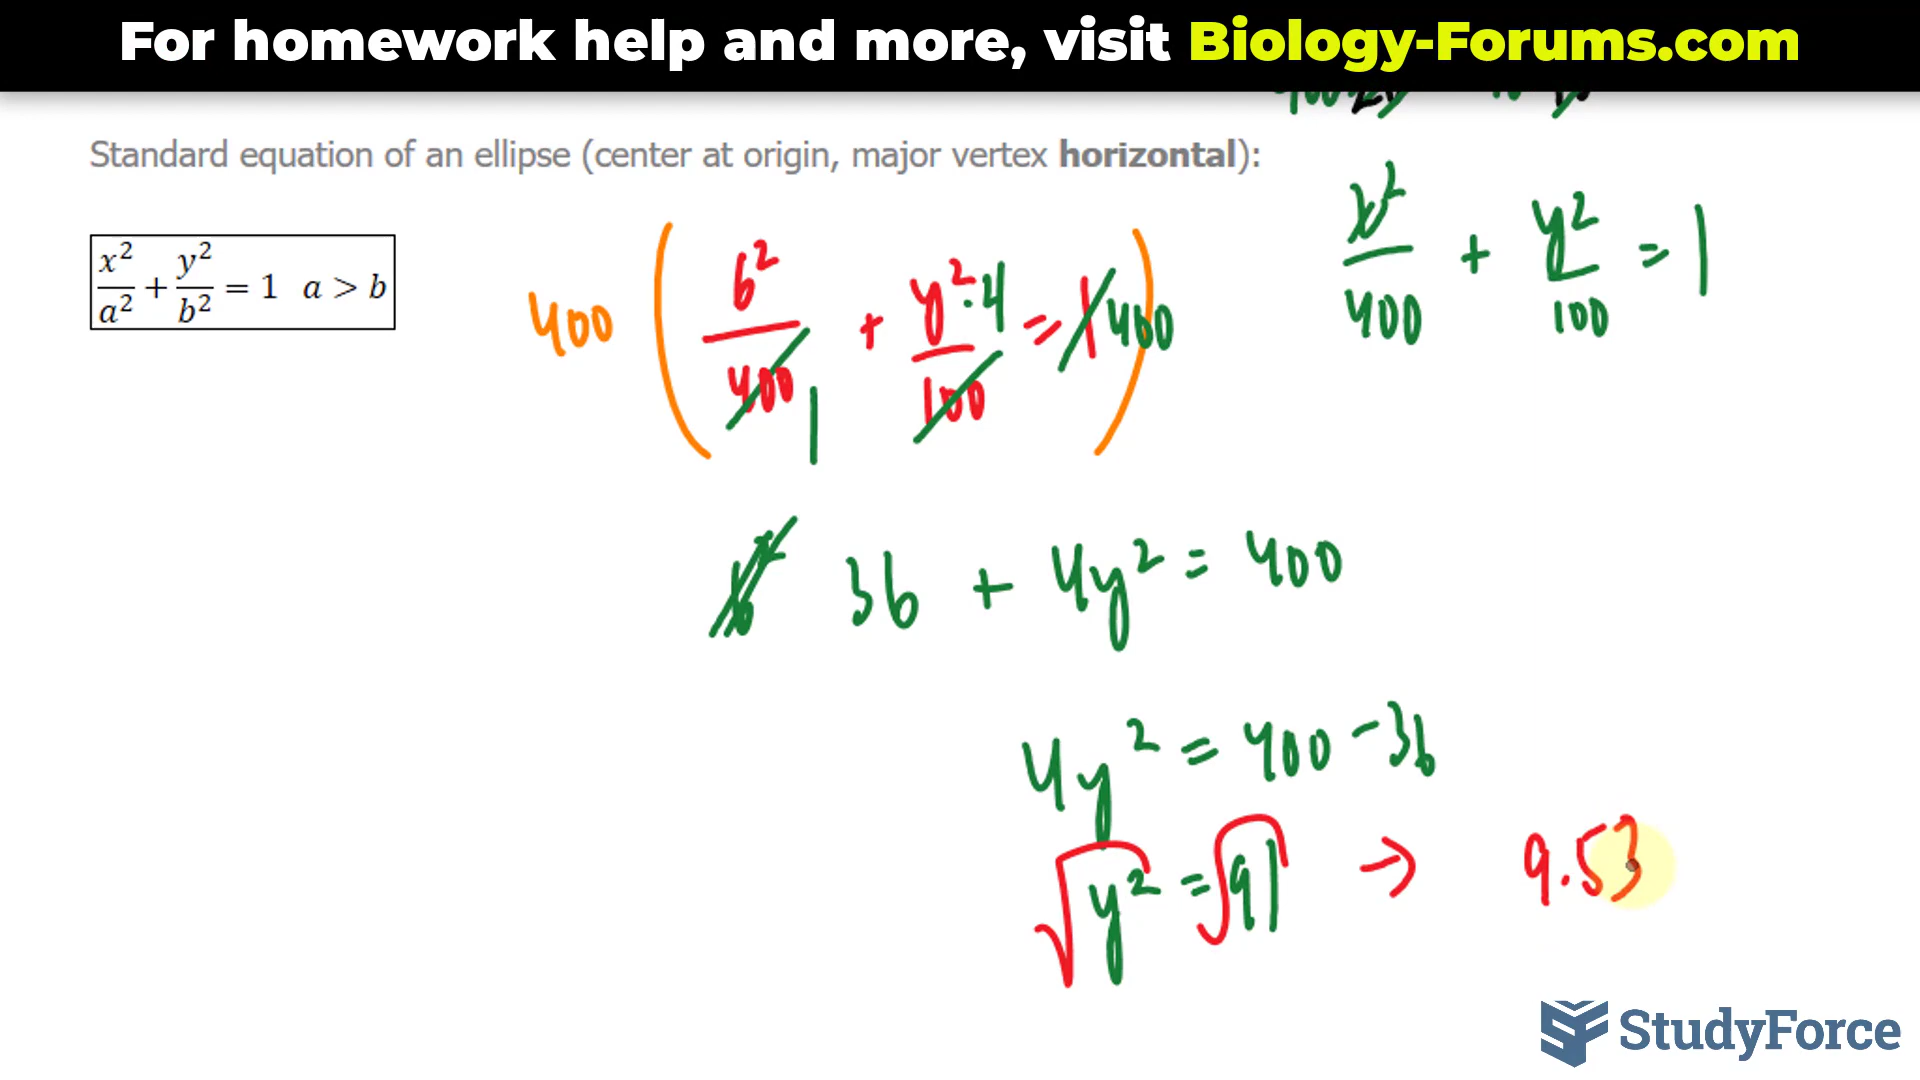 For homework help and more, visit Biology-Forums.com
Standard equation of an ellipse (center at origin, major vertex horizontal):
x²/a² + y²/b² = 1 a > b
x²/400 + y²/100 = 1
400 ( 6²/400 1 + y²·4/100 = 1 400 )
36 + 4y² = 400
4y² = 400 - 36
√y² = √91 → 9.53
StudyForce